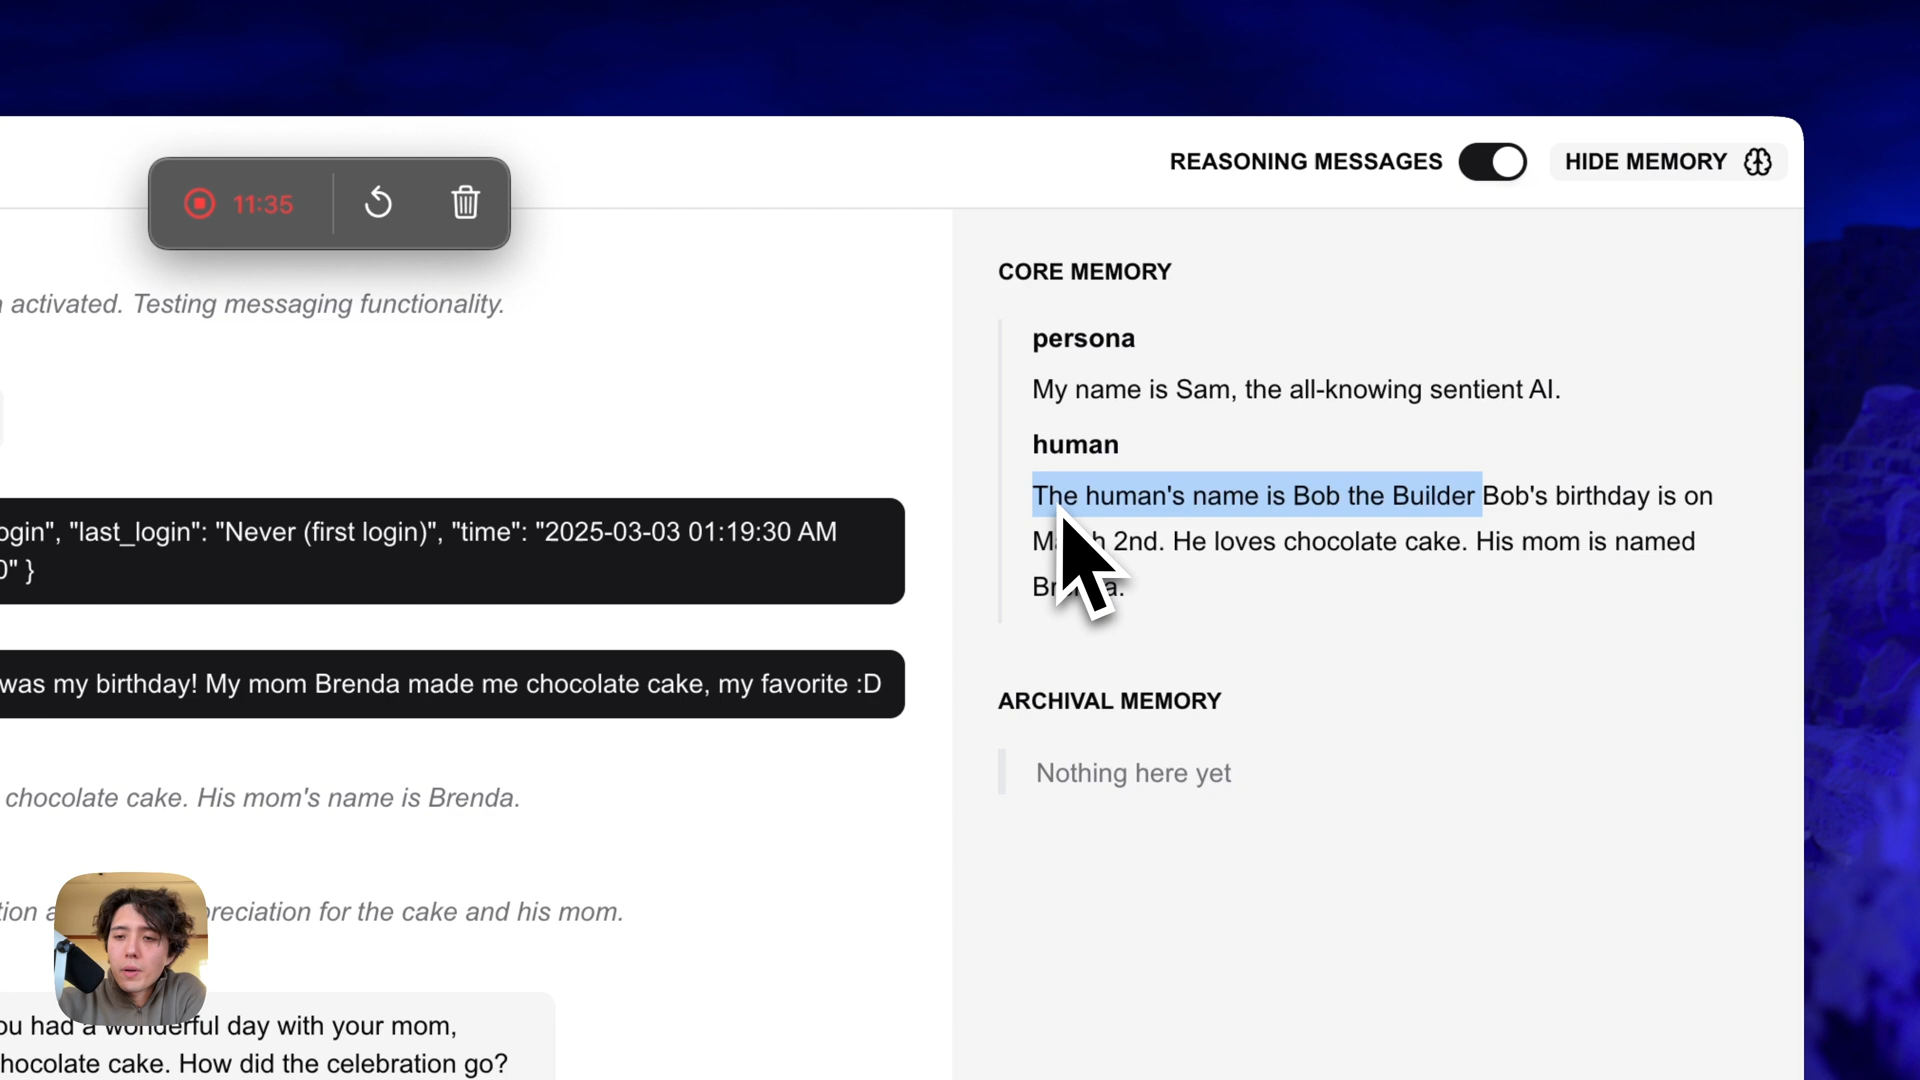 REASONING MESSAGES
HIDE MEMORY
11:35
activated. Testing messaging functionality.
ogin", "last_login": "Never (first login)", "time": "2025-03-03 01:19:30 AM
0" }
was my birthday! My mom Brenda made me chocolate cake, my favorite :D
chocolate cake. His mom's name is Brenda.
preciation for the cake and his mom.
ou had a wonderful day with your mom,
hocolate cake. How did the celebration go?
CORE MEMORY
persona
My name is Sam, the all-knowing sentient AI.
human
The human's name is Bob the Builder Bob's birthday is on
March 2nd. He loves chocolate cake. His mom is named
Brenda.
ARCHIVAL MEMORY
Nothing here yet